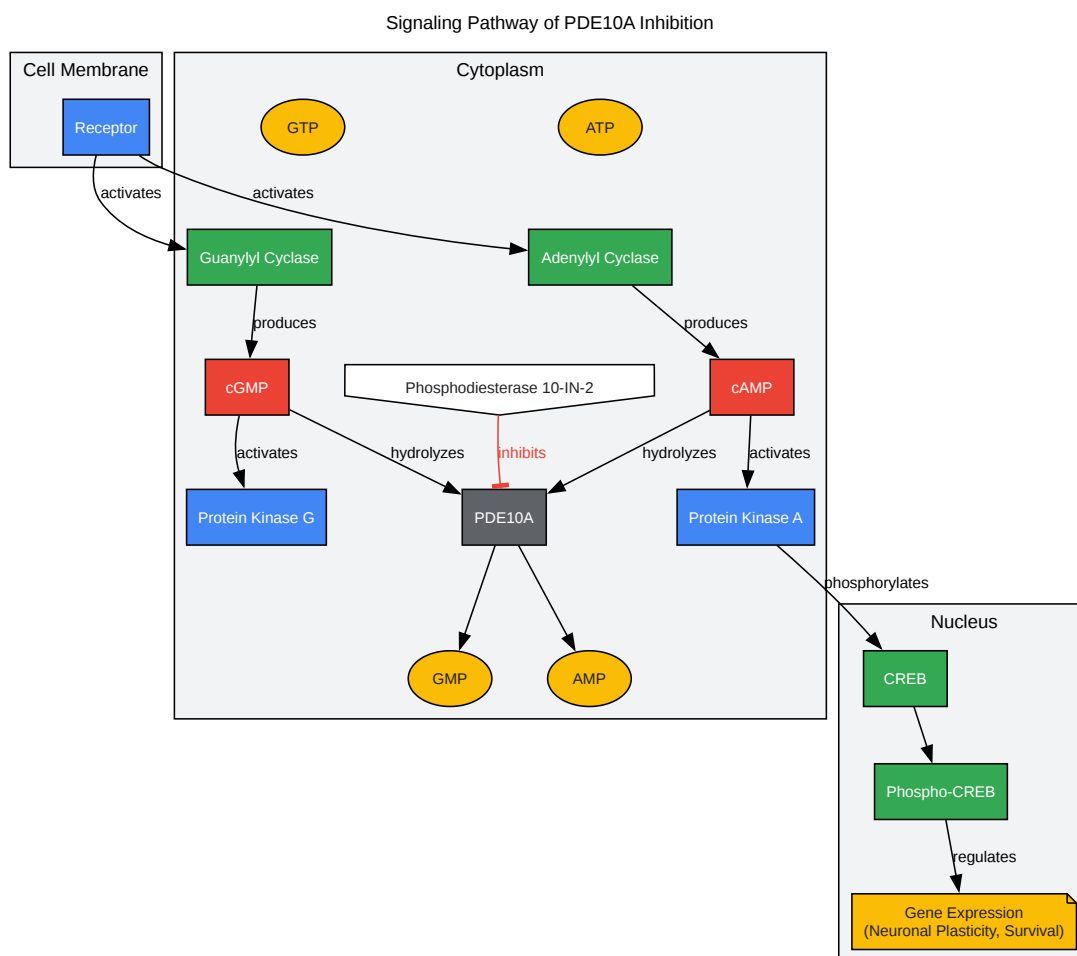 Signaling Pathway of PDE10A Inhibition
Cell Membrane
Cytoplasm
Receptor
GTP
ATP
activates
activates
Guanylyl Cyclase
Adenylyl Cyclase
produces
produces
cGMP
Phosphodiesterase 10-IN-2
cAMP
activates
hydrolyzes
inhibits
hydrolyzes
activates
Protein Kinase G
PDE10A
Protein Kinase A
phosphorylates
Nucleus
GMP
AMP
CREB
Phospho-CREB
regulates
Gene Expression
(Neuronal Plasticity, Survival)